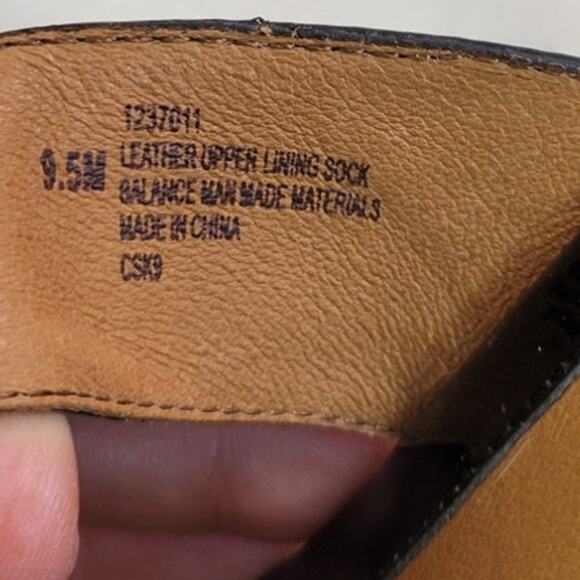 1237011
9.5M
LEATHER UPPER LINING SOCK
BALANCE MAN MADE MATERIALS
MADE IN CHINA
CSK9